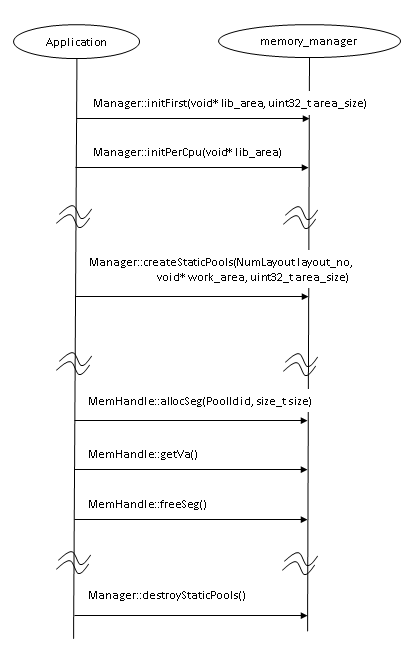 Application
memory_manager
Manager::initFirst(void* lib_area, uint32_t area_size)
Manager::initPerCpu(void* lib_area)
Manager::createStaticPools(NumLayout layout_no,
void* work_area, uint32_t area_size)
MemHandle::allocSeg(PoolId id, size_t size)
MemHandle::getVa()
MemHandle::freeSeg()
Manager::destroyStaticPools()